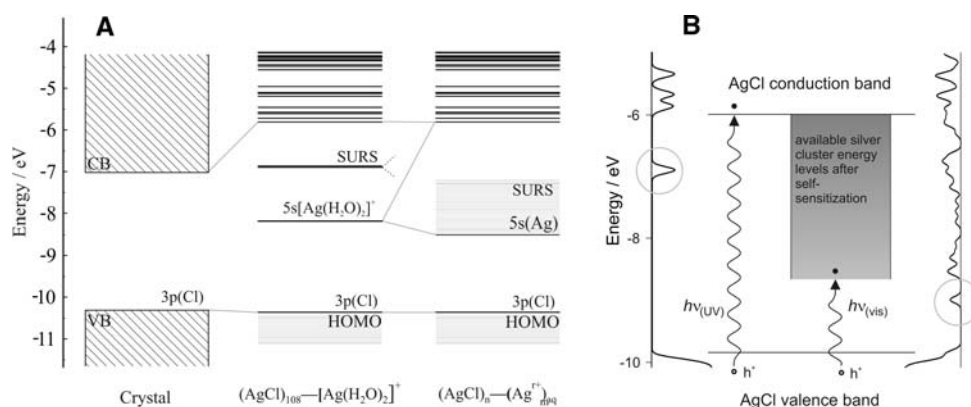 A
Energy / eV
-4
-5
-6
-7
-8
-9
-10
-11
CB
VB
3p(Cl)
SURS
5s[Ag(H₂O)₂]⁺
3p(Cl)
HOMO
SURS
5s(Ag)
3p(Cl)
HOMO
Crystal
(AgCl)₁₀₈—[Ag(H₂O)₂]⁺
(AgCl)ₙ—(Ag
r+
m
aq
B
Energy / eV
-6
-8
-10
AgCl conduction band
available silver
cluster energy
levels after
self-
sensitization
hν(UV)
hν(vis)
h⁺
h⁺
AgCl valence band